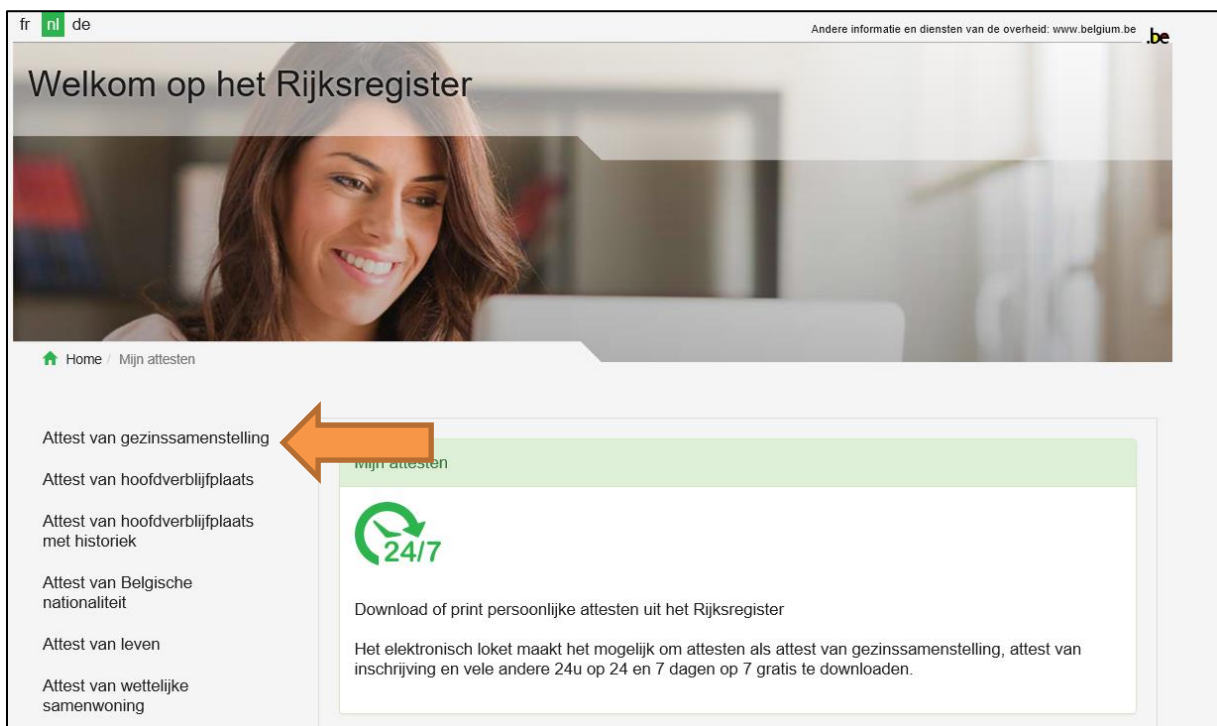 fr nl de
Andere informatie en diensten van de overheid: www.belgium.be
.be
Welkom op het Rijksregister
Home / Mijn attesten
Attest van gezinssamenstelling
Attest van hoofdverblijfplaats
Attest van hoofdverblijfplaats
met historiek
Attest van Belgische
nationaliteit
Attest van leven
Attest van wettelijke
samenwoning
Mijn attesten
24/7
Download of print persoonlijke attesten uit het Rijksregister
Het elektronisch loket maakt het mogelijk om attesten als attest van gezinssamenstelling, attest van
inschrijving en vele andere 24u op 24 en 7 dagen op 7 gratis te downloaden.